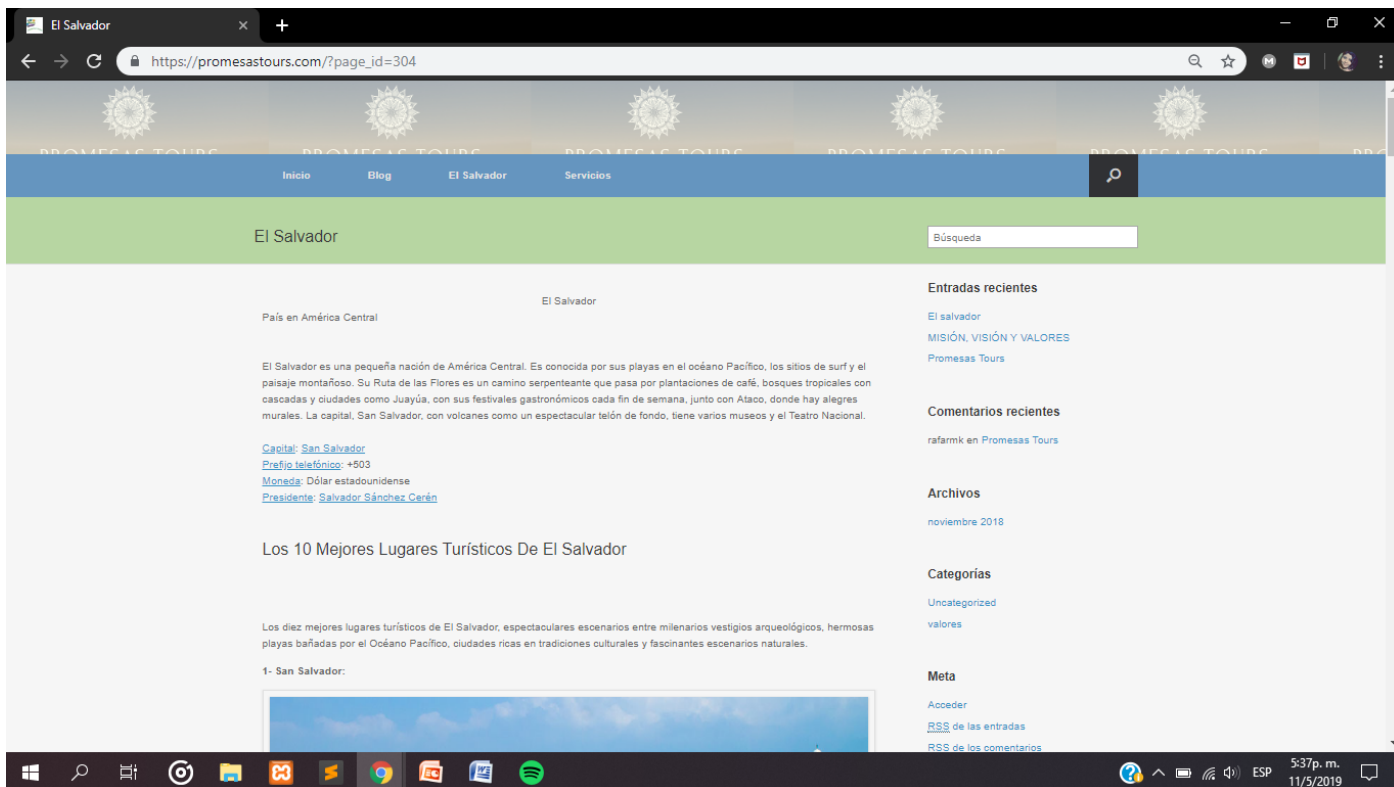 El Salvador
https://promesastours.com/?page_id=304
PROMESAS TOURS PROMESAS TOURS PROMESAS TOURS PROMESAS TOURS PROMESAS TOURS
Inicio Blog El Salvador Servicios
El Salvador
Búsqueda
El Salvador
País en América Central
El Salvador es una pequeña nación de América Central. Es conocida por sus playas en el océano Pacífico, los sitios de surf y el
paisaje montañoso. Su Ruta de las Flores es un camino serpenteante que pasa por plantaciones de café, bosques tropicales con
cascadas y ciudades como Juayúa, con sus festivales gastronómicos cada fin de semana, junto con Ataco, donde hay alegres
murales. La capital, San Salvador, con volcanes como un espectacular telón de fondo, tiene varios museos y el Teatro Nacional.
Capital: San Salvador
Prefijo telefónico: +503
Moneda: Dólar estadounidense
Presidente: Salvador Sánchez Cerén
Los 10 Mejores Lugares Turísticos De El Salvador
Los diez mejores lugares turísticos de El Salvador, espectaculares escenarios entre milenarios vestigios arqueológicos, hermosas
playas bañadas por el Océano Pacífico, ciudades ricas en tradiciones culturales y fascinantes escenarios naturales.
1- San Salvador:
Entradas recientes
El salvador
MISIÓN, VISIÓN Y VALORES
Promesas Tours
Comentarios recientes
rafarmk en Promesas Tours
Archivos
noviembre 2018
Categorías
Uncategorized
valores
Meta
Acceder
RSS de las entradas
RSS de los comentarios
ESP
5:37p. m.
11/5/2019